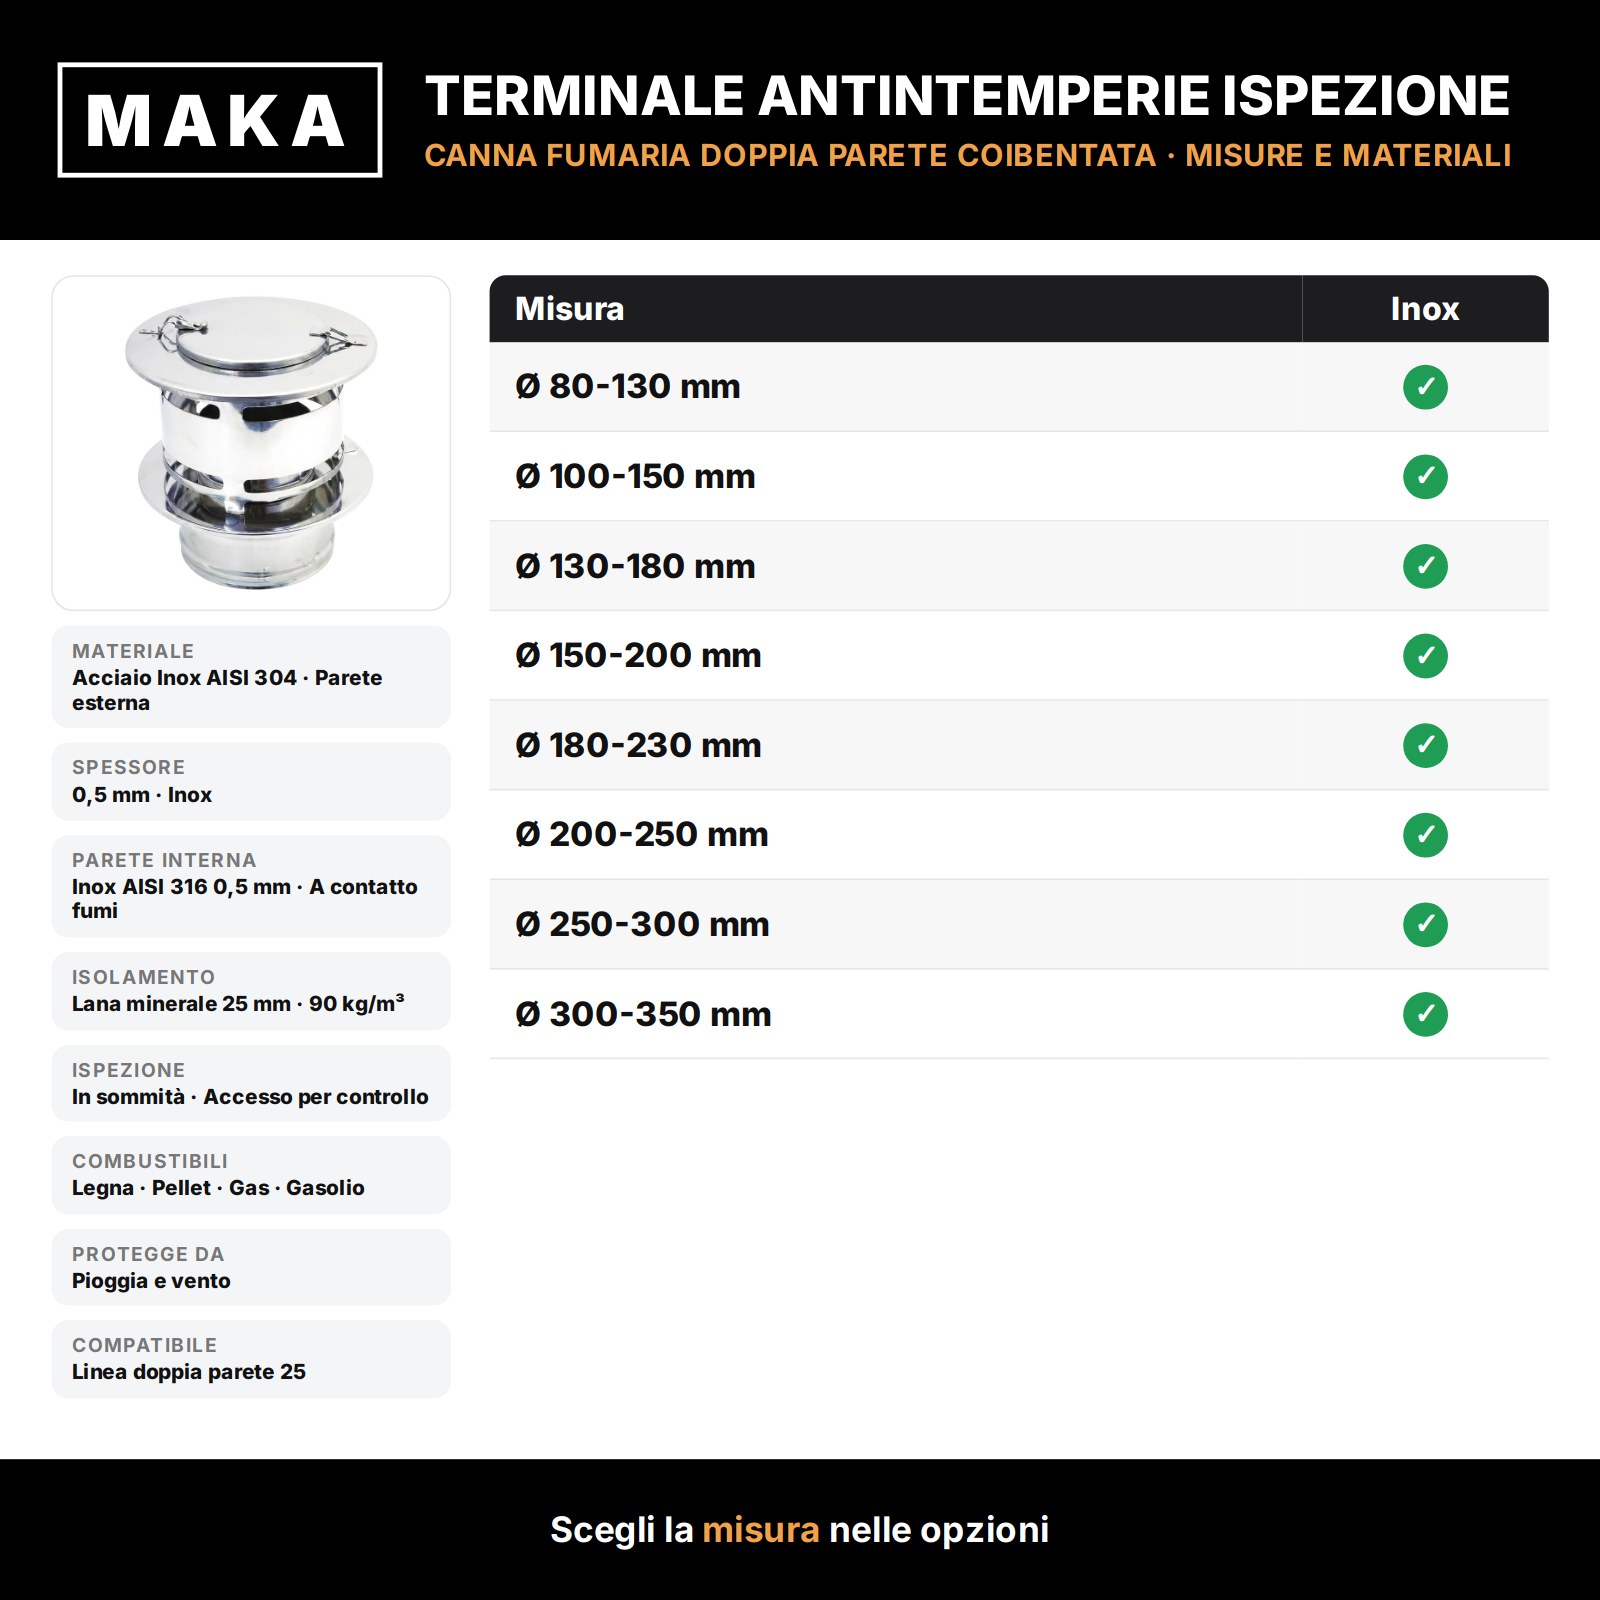 MAKA
TERMINALE ANTINTEMPERIE ISPEZIONE
CANNA FUMARIA DOPPIA PARETE COIBENTATA · MISURE E MATERIALI
MATERIALE
Acciaio Inox AISI 304 · Parete
esterna
SPESSORE
0,5 mm · Inox
PARETE INTERNA
Inox AISI 316 0,5 mm · A contatto
fumi
ISOLAMENTO
Lana minerale 25 mm · 90 kg/m³
ISPEZIONE
In sommità · Accesso per controllo
COMBUSTIBILI
Legna · Pellet · Gas · Gasolio
PROTEGGE DA
Pioggia e vento
COMPATIBILE
Linea doppia parete 25
Misura Inox
Ø 80-130 mm ✓
Ø 100-150 mm ✓
Ø 130-180 mm ✓
Ø 150-200 mm ✓
Ø 180-230 mm ✓
Ø 200-250 mm ✓
Ø 250-300 mm ✓
Ø 300-350 mm ✓
Scegli la misura nelle opzioni